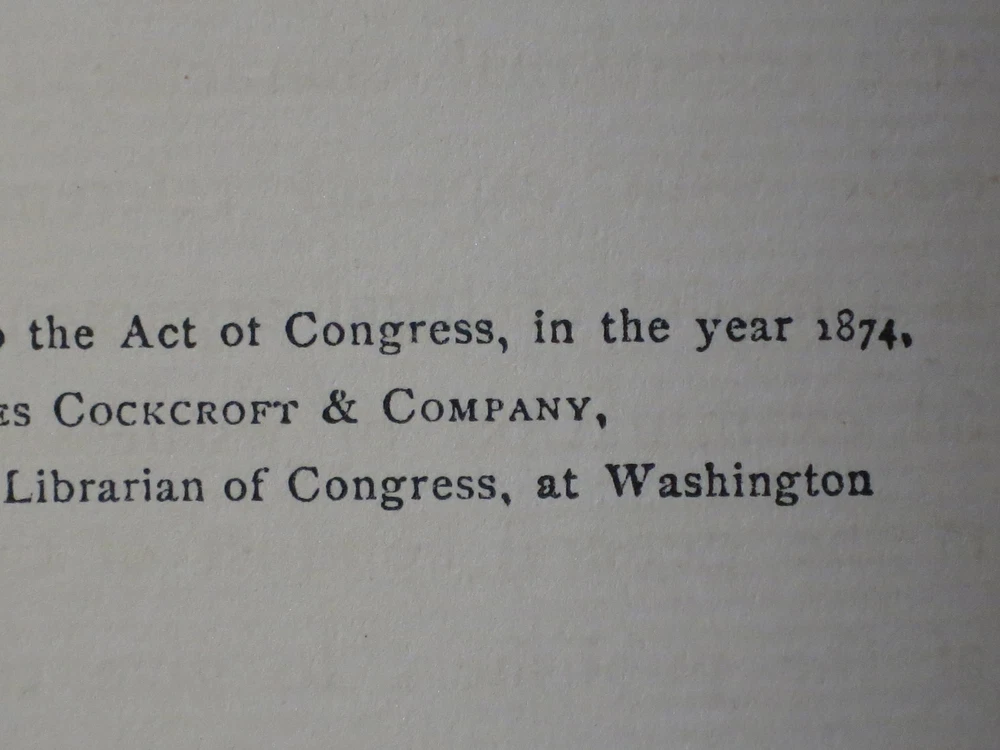 the Act of Congress, in the year 1874,
COCKCROFT & COMPANY,
Librarian of Congress, at Washington